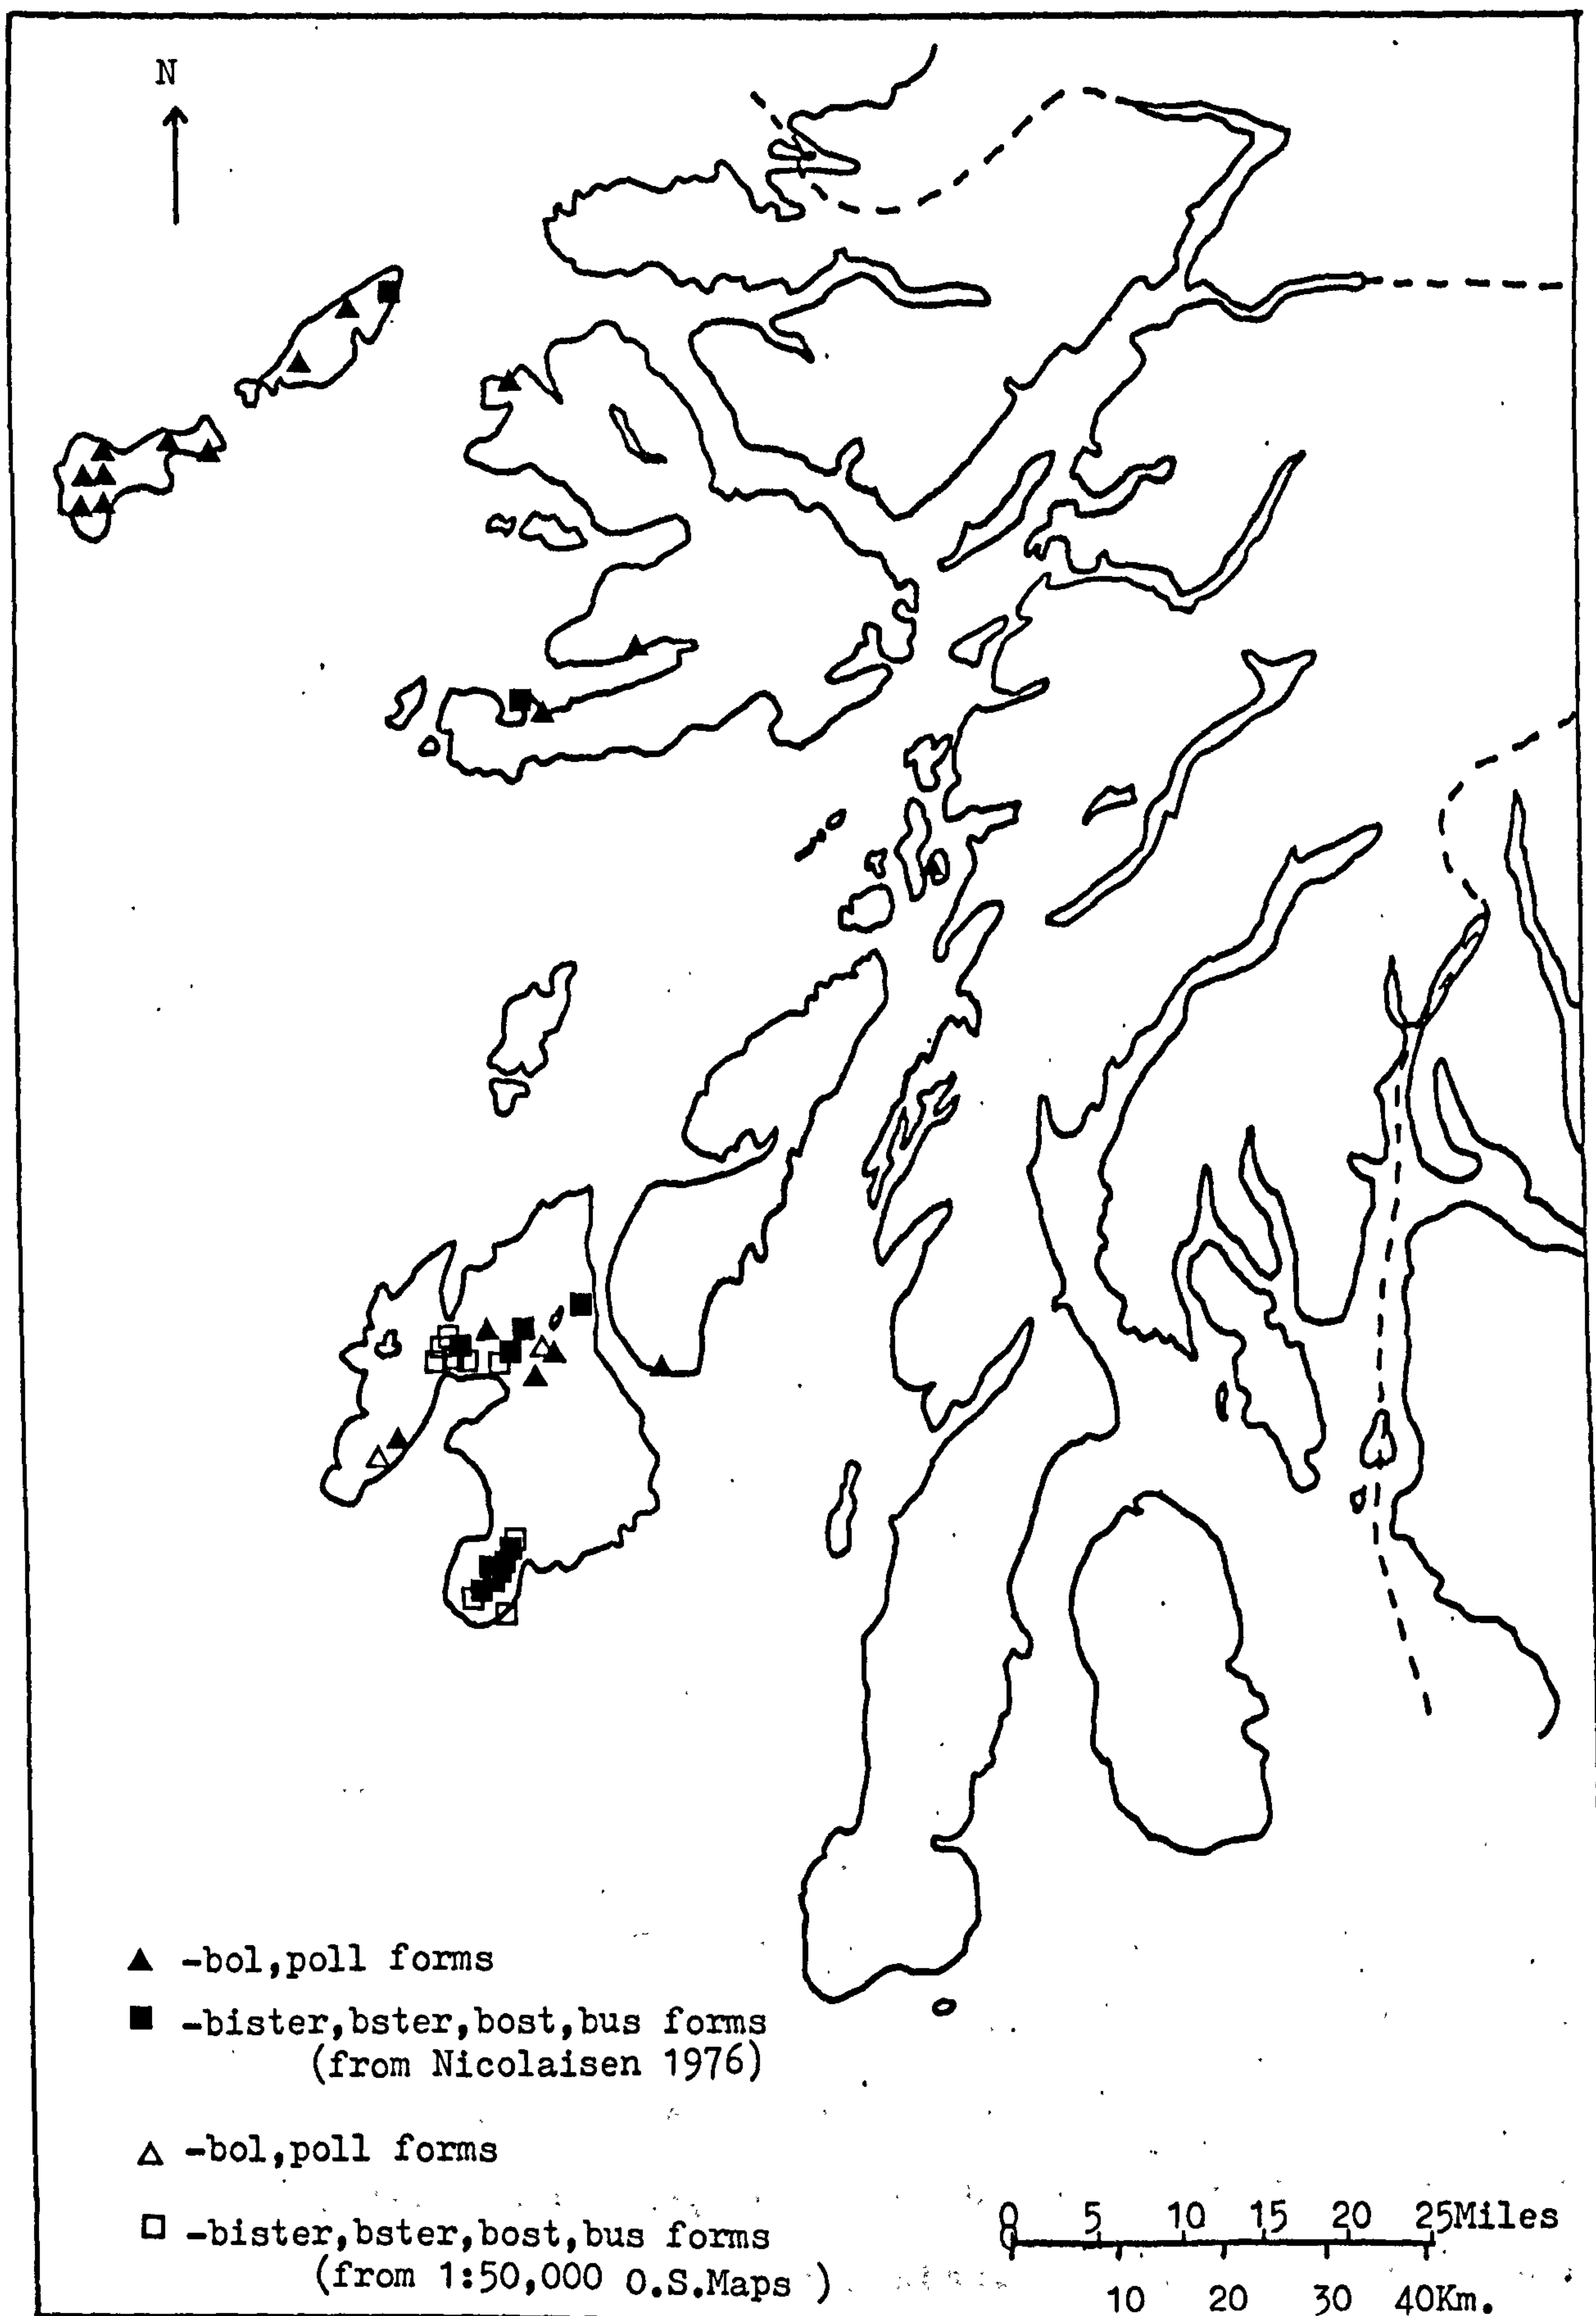 N
-bol,poll forms
-bister,bster,bost,bus forms
(from Nicolaisen 1976)
-bol,poll forms
-bister,bster,bost,bus forms
(from 1:50,000 O.S.Maps )
0 5 10 15 20 25Miles
0 10 20 30 40Km.